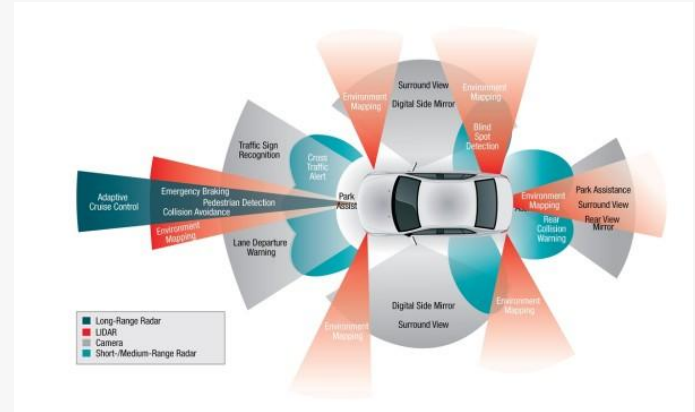 Environment
Mapping
Surround View
Digital Side Mirror
Environment
Mapping
Blind
Spot
Detection
Traffic Sign
Recognition
Cross
Traffic
Alert
Adaptive
Cruise Control
Emergency Braking
Pedestrian Detection
Collision Avoidance
Environment
Mapping
Park
Assist
Lane Departure
Warning
Environment
Mapping
Park Assistance
Surround View
Rear View
Mirror
Rear
Collision
Warning
Environment
Mapping
Digital Side Mirror
Surround View
Environment
Mapping
Long-Range Radar
LIDAR
Camera
Short-/Medium-Range Radar